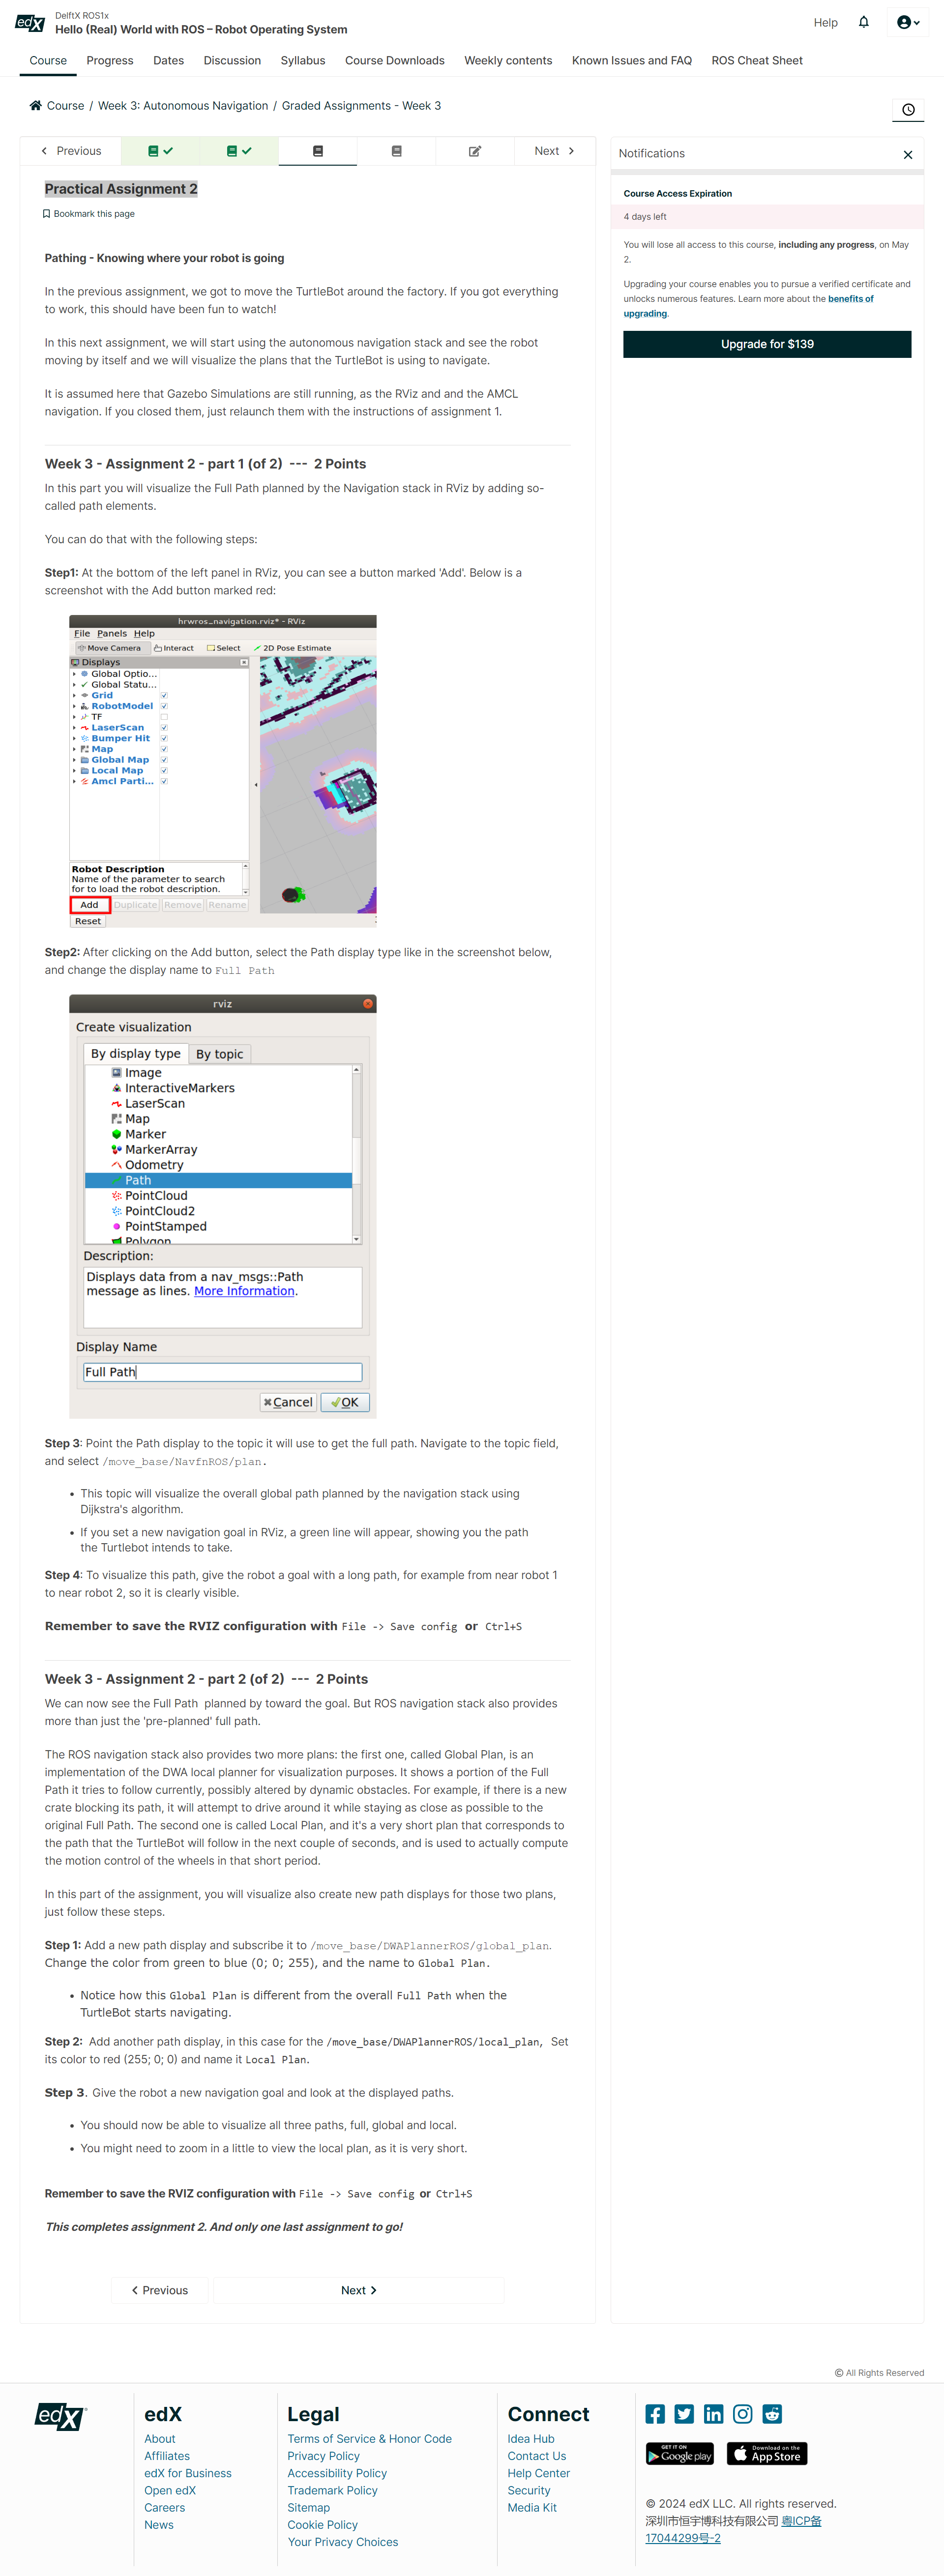 edX
DelftX ROS1x
Hello (Real) World with ROS – Robot Operating System
Help
Course Progress Dates Discussion Syllabus Course Downloads Weekly contents Known Issues and FAQ ROS Cheat Sheet
Course / Week 3: Autonomous Navigation / Graded Assignments - Week 3
Previous
Next
Practical Assignment 2
Bookmark this page
Pathing - Knowing where your robot is going
In the previous assignment, we got to move the TurtleBot around the factory. If you got everything
to work, this should have been fun to watch!
In this next assignment, we will start using the autonomous navigation stack and see the robot
moving by itself and we will visualize the plans that the TurtleBot is using to navigate.
It is assumed here that Gazebo Simulations are still running, as the RViz and and the AMCL
navigation. If you closed them, just relaunch them with the instructions of assignment 1.
Week 3 - Assignment 2 - part 1 (of 2) --- 2 Points
In this part you will visualize the Full Path planned by the Navigation stack in RViz by adding so-
called path elements.
You can do that with the following steps:
Step1: At the bottom of the left panel in RViz, you can see a button marked 'Add'. Below is a
screenshot with the Add button marked red:
hrwros_navigation.rviz* - RViz
File Panels Help
Move Camera Interact Select 2D Pose Estimate
Displays
Global Optio...
Global Statu...
Grid
RobotModel
TF
LaserScan
Bumper Hit
Map
Global Map
Local Map
Amcl Parti...
Robot Description
Name of the parameter to search
for to load the robot description.
Add Duplicate Remove Rename
Reset
Step2: After clicking on the Add button, select the Path display type like in the screenshot below,
and change the display name to Full Path
rviz
Create visualization
By display type By topic
Image
InteractiveMarkers
LaserScan
Map
Marker
MarkerArray
Odometry
Path
PointCloud
PointCloud2
PointStamped
Polygon
Description:
Displays data from a nav_msgs::Path
message as lines. More Information.
Display Name
Full Path
Cancel OK
Step 3: Point the Path display to the topic it will use to get the full path. Navigate to the topic field,
and select /move_base/NavfnROS/plan.
• This topic will visualize the overall global path planned by the navigation stack using
Dijkstra's algorithm.
• If you set a new navigation goal in RViz, a green line will appear, showing you the path
the Turtlebot intends to take.
Step 4: To visualize this path, give the robot a goal with a long path, for example from near robot 1
to near robot 2, so it is clearly visible.
Remember to save the RVIZ configuration with File -> Save config or Ctrl+S
Week 3 - Assignment 2 - part 2 (of 2) --- 2 Points
We can now see the Full Path planned by toward the goal. But ROS navigation stack also provides
more than just the 'pre-planned' full path.
The ROS navigation stack also provides two more plans: the first one, called Global Plan, is an
implementation of the DWA local planner for visualization purposes. It shows a portion of the Full
Path it tries to follow currently, possibly altered by dynamic obstacles. For example, if there is a new
crate blocking its path, it will attempt to drive around it while staying as close as possible to the
original Full Path. The second one is called Local Plan, and it's a very short plan that corresponds to
the path that the TurtleBot will follow in the next couple of seconds, and is used to actually compute
the motion control of the wheels in that short period.
In this part of the assignment, you will visualize also create new path displays for those two plans,
just follow these steps.
Step 1: Add a new path display and subscribe it to /move_base/DWAPlannerROS/global_plan.
Change the color from green to blue (0; 0; 255), and the name to Global Plan.
• Notice how this Global Plan is different from the overall Full Path when the
TurtleBot starts navigating.
Step 2: Add another path display, in this case for the /move_base/DWAPlannerROS/local_plan, Set
its color to red (255; 0; 0) and name it Local Plan.
Step 3. Give the robot a new navigation goal and look at the displayed paths.
• You should now be able to visualize all three paths, full, global and local.
• You might need to zoom in a little to view the local plan, as it is very short.
Remember to save the RVIZ configuration with File -> Save config or Ctrl+S
This completes assignment 2. And only one last assignment to go!
Previous
Next
Notifications
Course Access Expiration
4 days left
You will lose all access to this course, including any progress, on May
2.
Upgrading your course enables you to pursue a verified certificate and
unlocks numerous features. Learn more about the benefits of
upgrading.
Upgrade for $139
© All Rights Reserved
edX
edX
About
Affiliates
edX for Business
Open edX
Careers
News
Legal
Terms of Service & Honor Code
Privacy Policy
Accessibility Policy
Trademark Policy
Sitemap
Cookie Policy
Your Privacy Choices
Connect
Idea Hub
Contact Us
Help Center
Security
Media Kit
GET IT ON
Google play
Download on the
App Store
© 2024 edX LLC. All rights reserved.
深圳市恒宇博科技有限公司 粤ICP备
17044299号-2